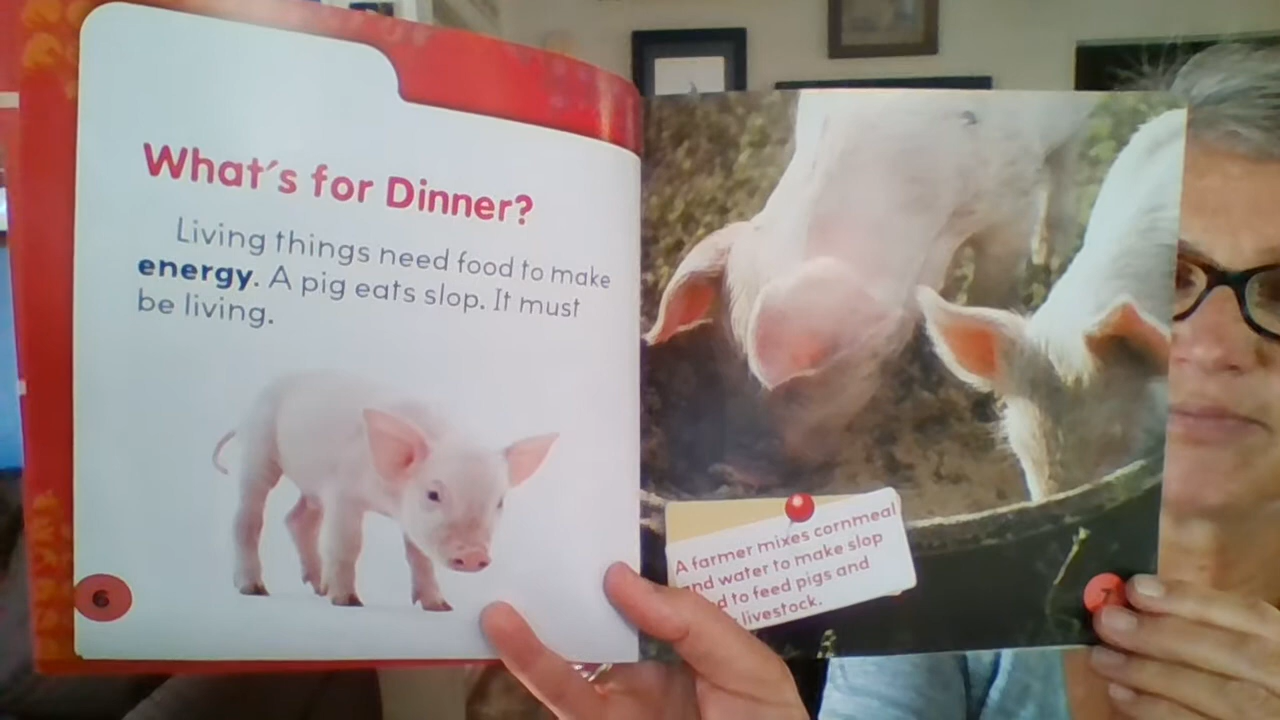 What's for Dinner?
Living things need food to make
energy. A pig eats slop. It must
be living.
6
A farmer mixes cornmeal
and water to make slop
d to feed pigs and
livestock.
7